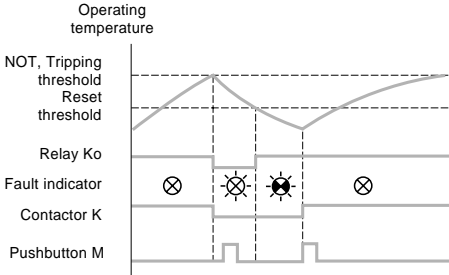 Operating
temperature
NOT, Tripping
threshold
Reset
threshold
Relay Ko
Fault indicator
Contactor K
Pushbutton M